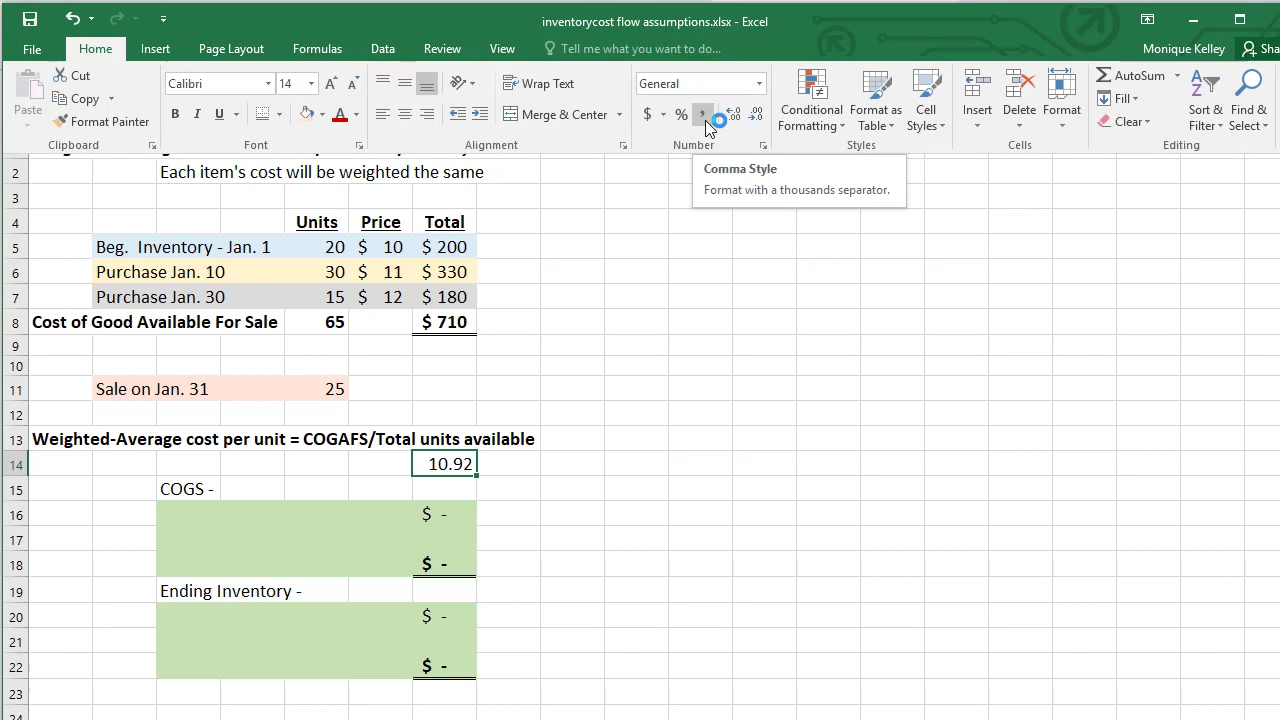 inventorycost flow assumptions.xlsx - Excel
File Home Insert Page Layout Formulas Data Review View Tell me what you want to do... Monique Kelley Sha
Paste
Cut
Copy
Format Painter
Clipboard
Calibri 14
B I U
Font
Wrap Text
Merge & Center
Alignment
General
$ % ,
Number
Conditional Formatting
Format as Table
Cell Styles
Styles
Insert Delete Format
Cells
AutoSum
Fill
Clear
Sort & Filter
Find & Select
Editing
Comma Style
Format with a thousands separator.
2 Each item's cost will be weighted the same
3
4 Units Price Total
5 Beg. Inventory - Jan. 1 20 $ 10 $ 200
6 Purchase Jan. 10 30 $ 11 $ 330
7 Purchase Jan. 30 15 $ 12 $ 180
8 Cost of Good Available For Sale 65 $ 710
9
10
11 Sale on Jan. 31 25
12
13 Weighted-Average cost per unit = COGAFS/Total units available
14 10.92
15 COGS -
16 $ -
17
18 $ -
19 Ending Inventory -
20 $ -
21
22 $ -
23